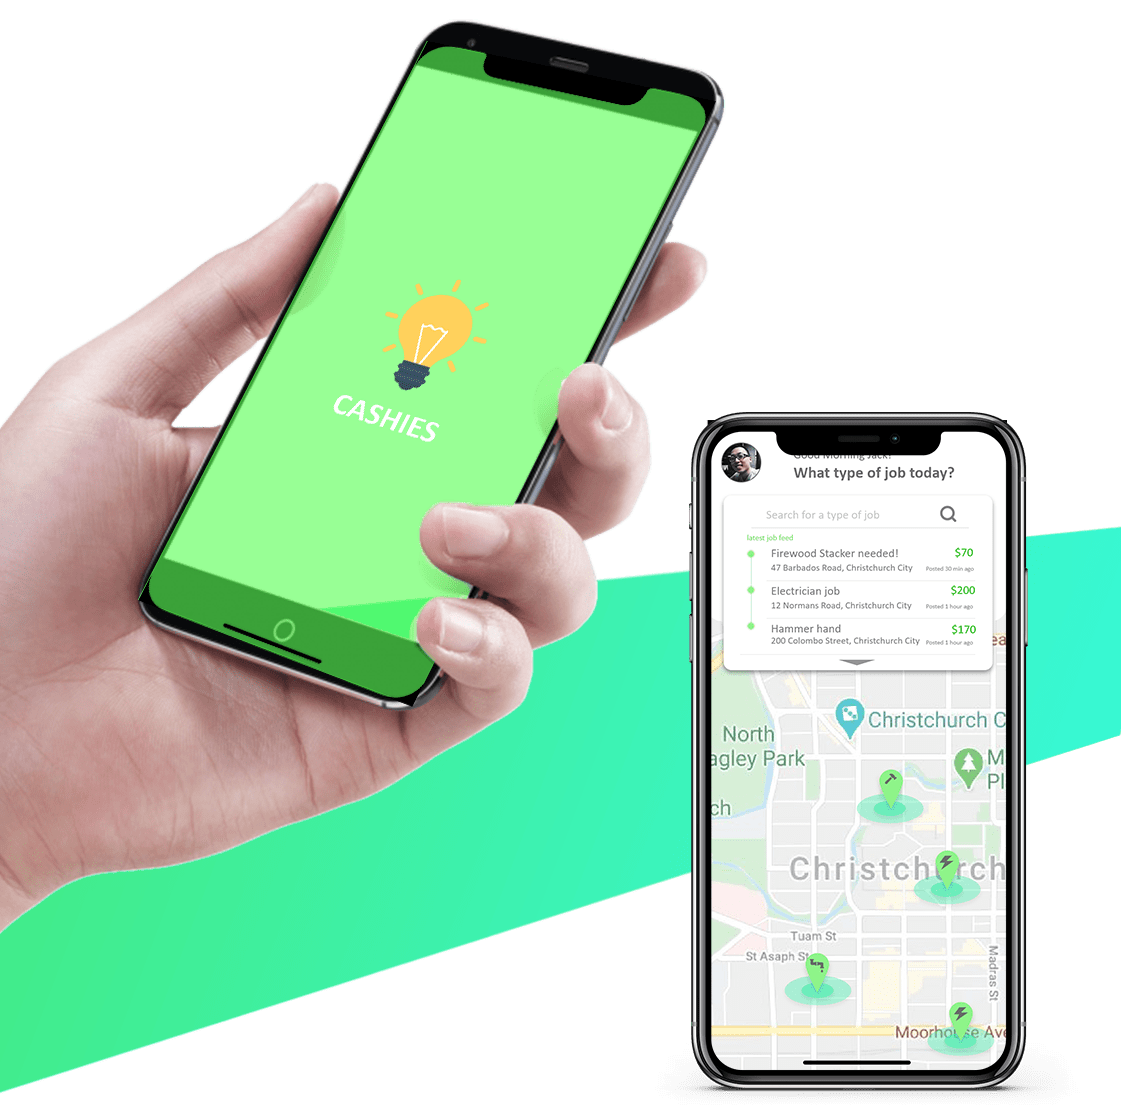 CASHIES
Good Morning Jack!
What type of job today?
Search for a type of job
latest job feed
Firewood Stacker needed!
$70
47 Barbados Road, Christchurch City
Posted 30 min ago
Electrician job
$200
12 Normans Road, Christchurch City
Posted 1 hour ago
Hammer hand
$170
200 Colombo Street, Christchurch City
Posted 1 hour ago
ea
Christchurch C
North
agley Park
M
Pl
ch
Christchurch
Tuam St
St Asaph St
Madras St
Moorhouse Ave